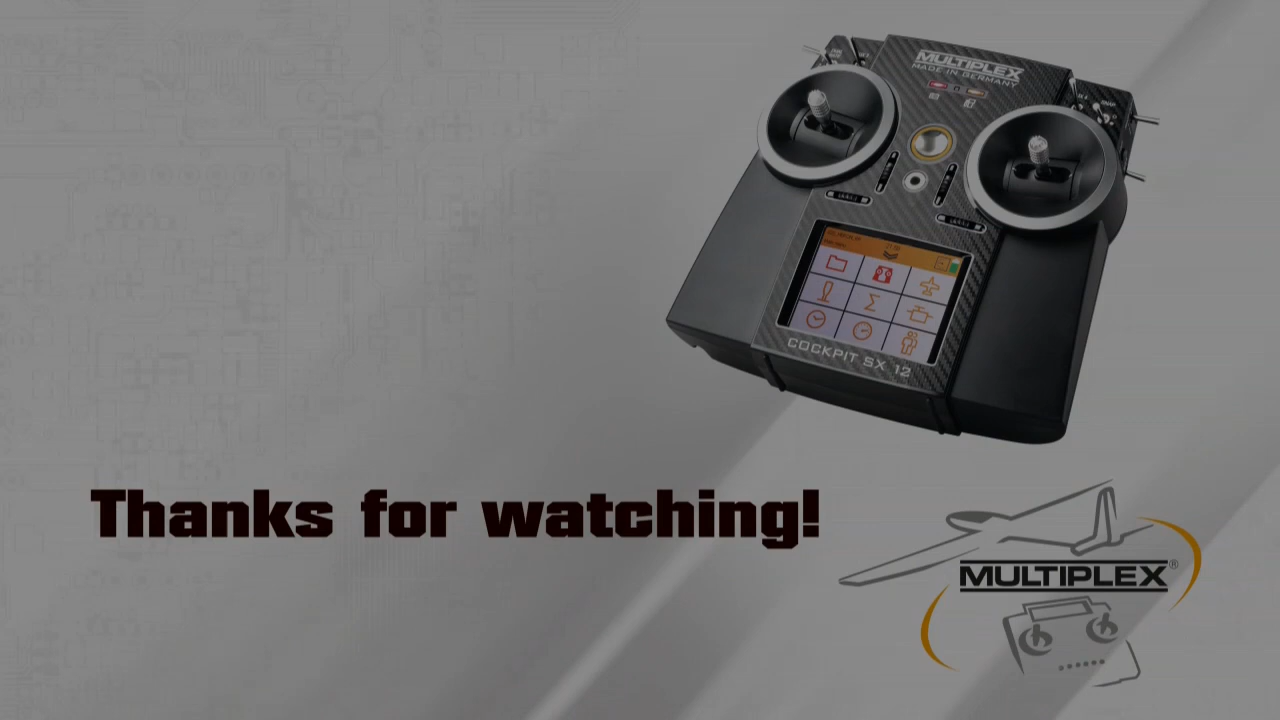 MULTIPLEX
MADE IN GERMANY
COCKPIT SX 12
Thanks for watching!
MULTIPLEX®